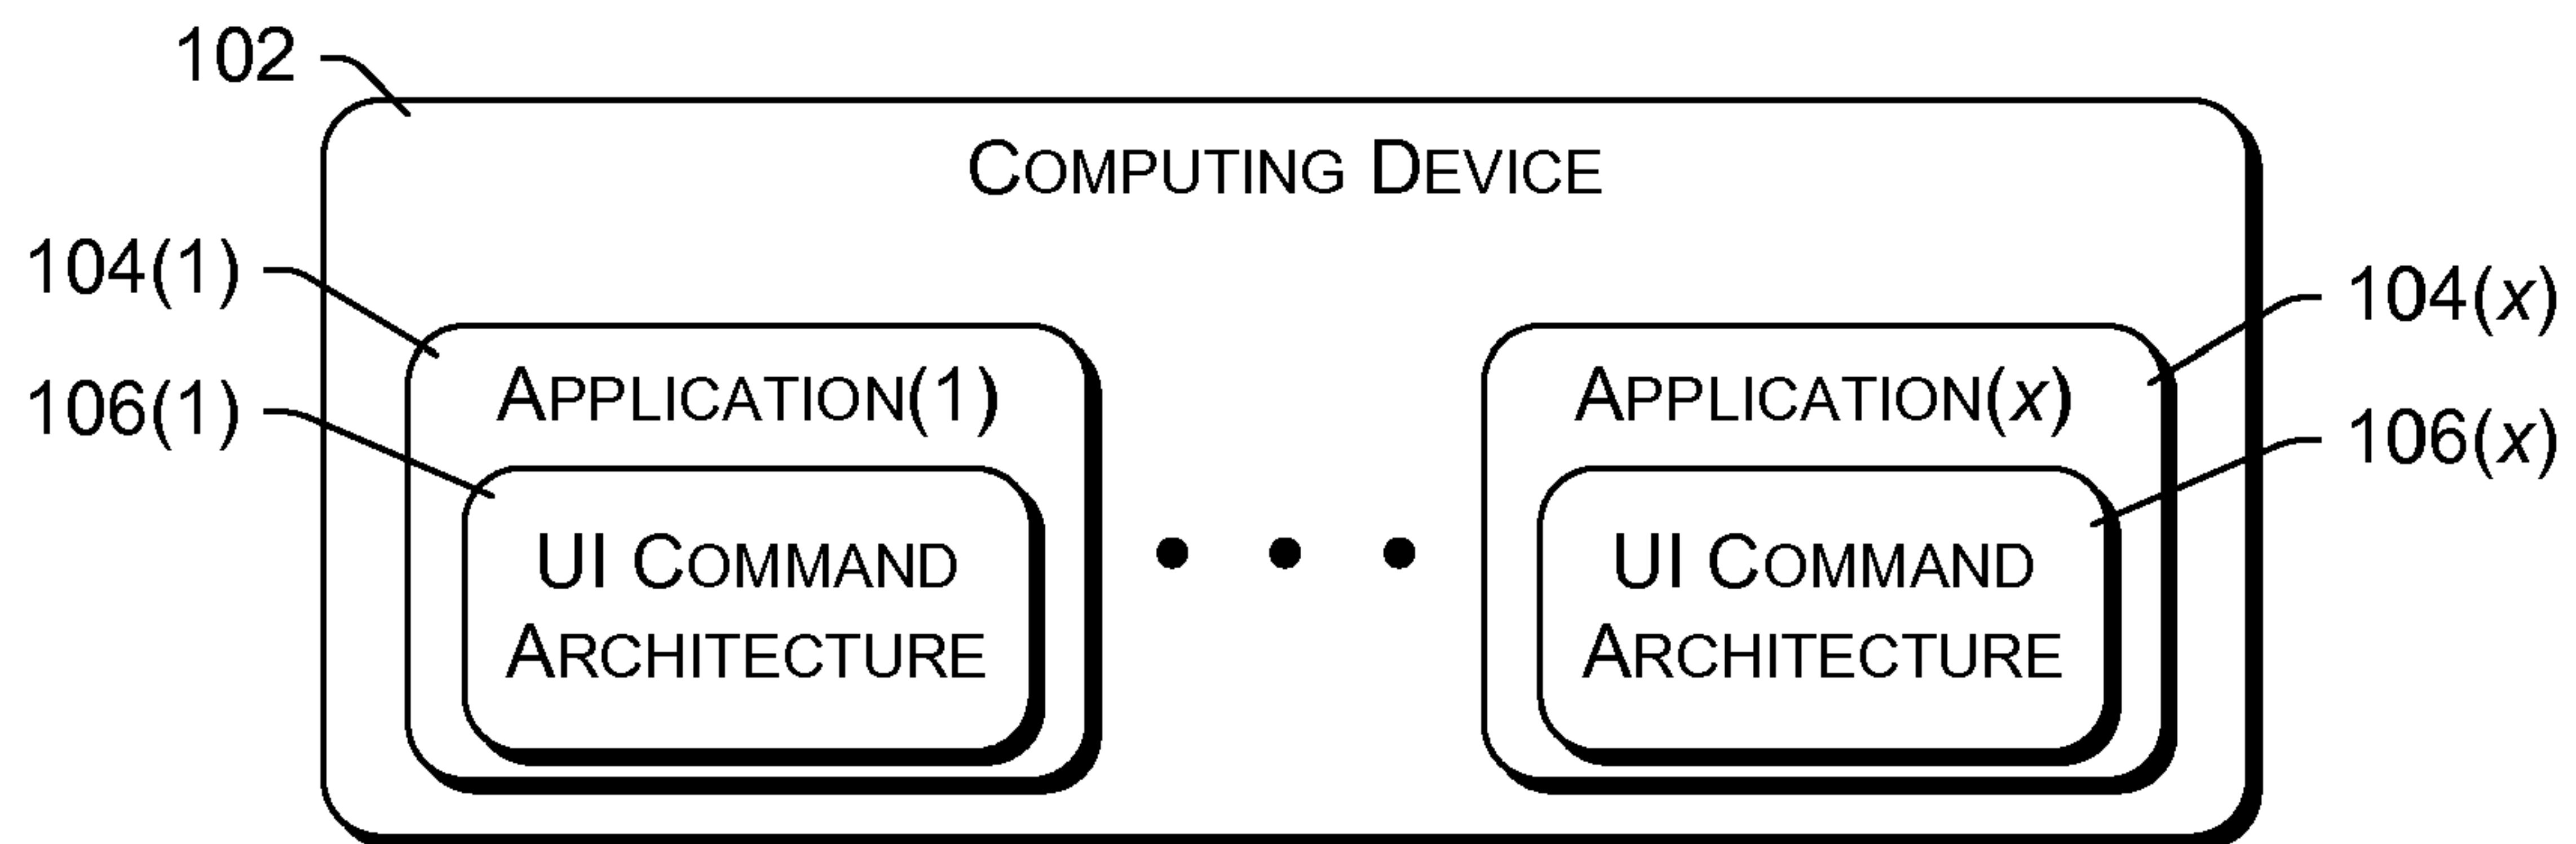 102
COMPUTING DEVICE
104(1)
104(x)
APPLICATION(1)
APPLICATION(x)
106(1)
106(x)
UI COMMAND
ARCHITECTURE
UI COMMAND
ARCHITECTURE